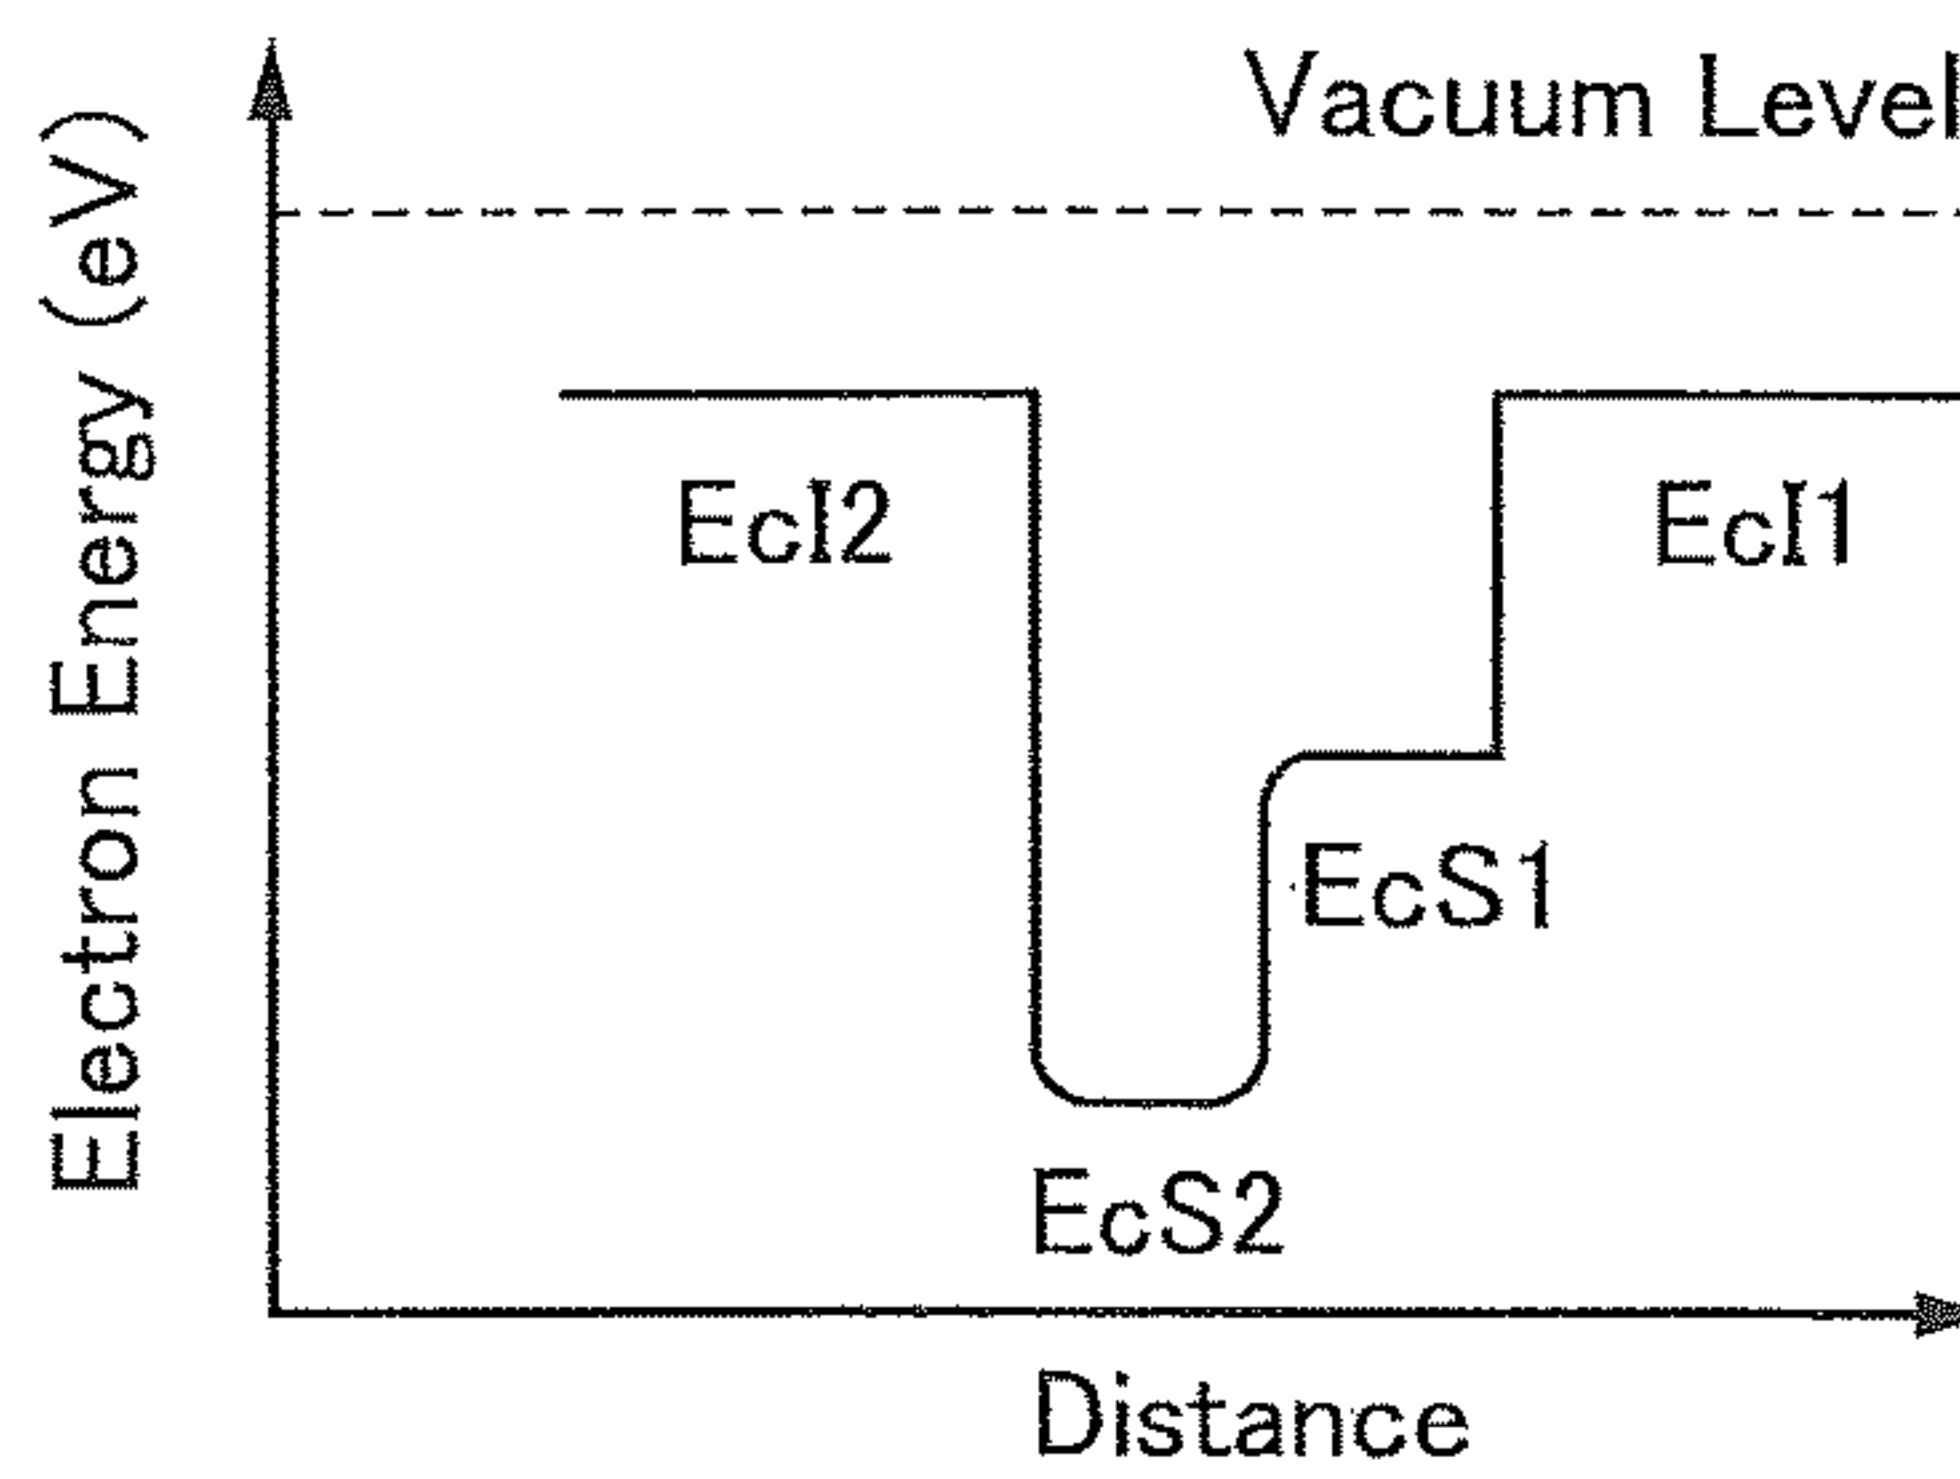 Vacuum Level
Electron Energy (eV)
EcI2
EcI1
EcS1
EcS2
Distance